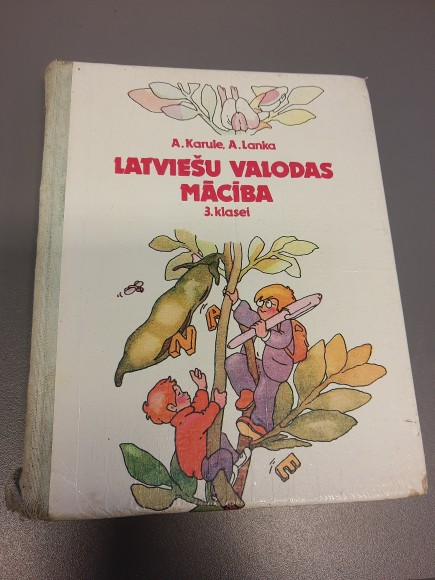 A. Karule, A. Lanka
LATVIEŠU VALODAS
MĀCĪBA
3. klasei
A
N
E